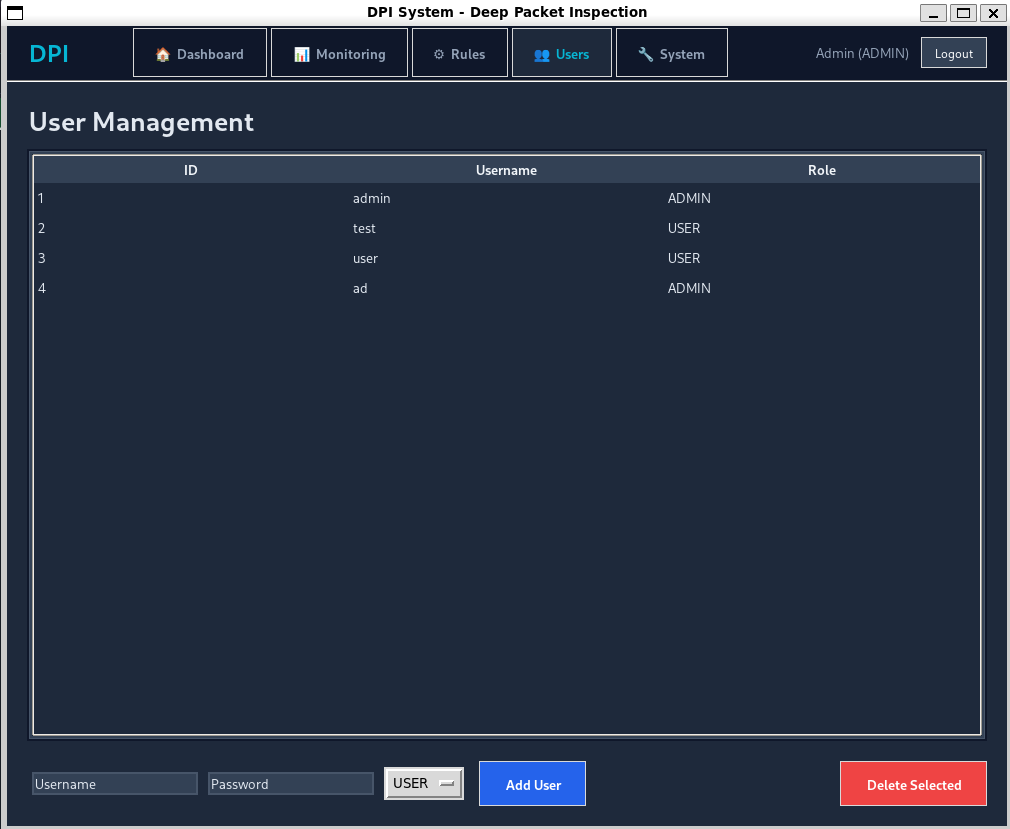 DPI System - Deep Packet Inspection
DPI 🏠 Dashboard 📊 Monitoring ⚙ Rules 👥 Users 🔧 System Admin (ADMIN) Logout
User Management
ID Username Role
1 admin ADMIN
2 test USER
3 user USER
4 ad ADMIN
Username Password USER Add User Delete Selected